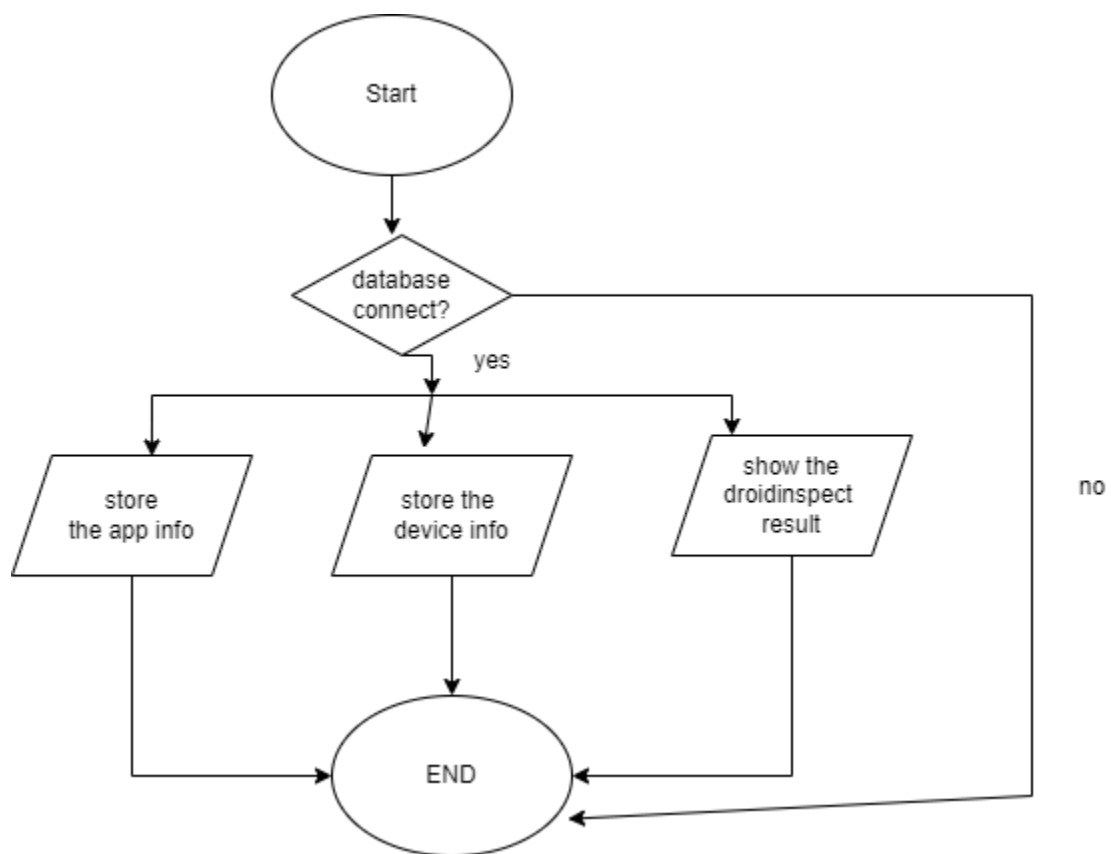 Start
database
connect?
yes
store
the app info
store the
device info
show the
droidinspect
result
no
END